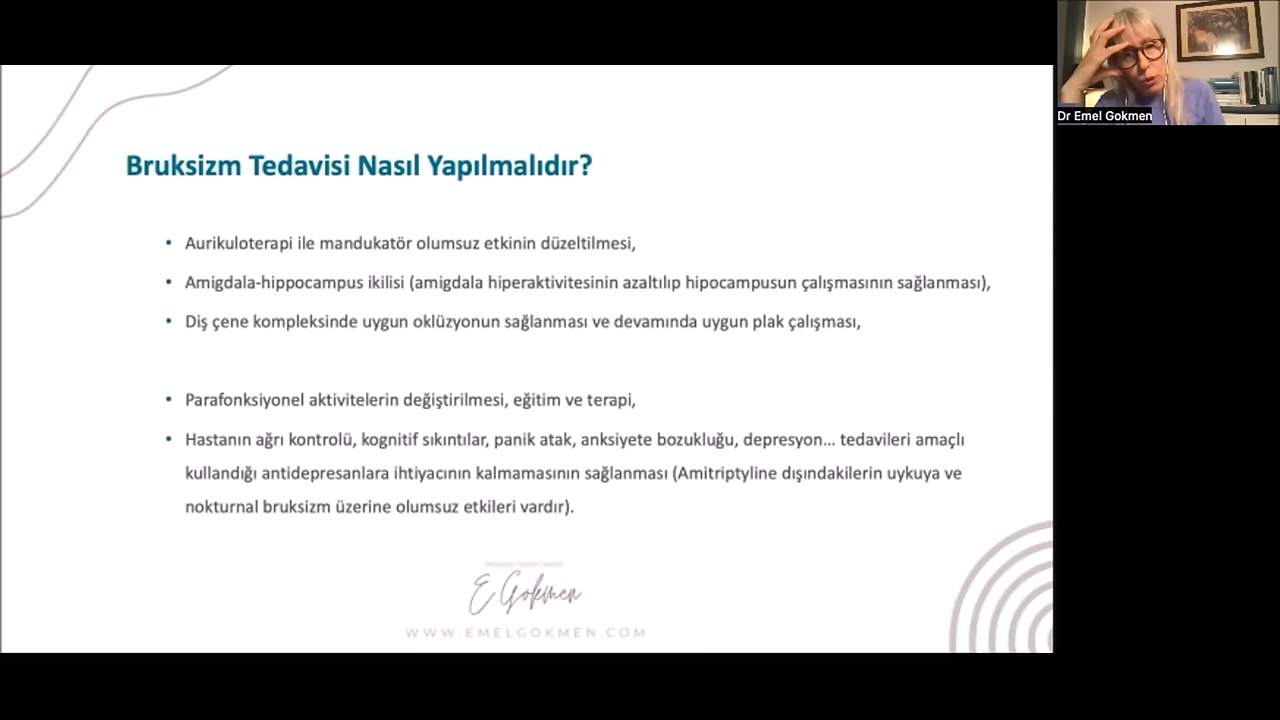 Dr Emel Gokmen
Bruksizm Tedavisi Nasıl Yapılmalıdır?
• Aurikuloterapi ile mandukatör olumsuz etkinin düzeltilmesi,
• Amigdala-hippocampus ikilisi (amigdala hiperaktivitesinin azaltılıp hipocampusun çalışmasının sağlanması),
• Diş çene kompleksinde uygun oklüzyonun sağlanması ve devamında uygun plak çalışması,
• Parafonksiyonel aktivitelerin değiştirilmesi, eğitim ve terapi,
• Hastanın ağrı kontrolü, kognitif sıkıntılar, panik atak, anksiyete bozukluğu, depresyon... tedavileri amaçlı
kullandığı antidepresanlara ihtiyacının kalmamasının sağlanması (Amitriptyline dışındakilerin uykuya ve
nokturnal bruksizm üzerine olumsuz etkileri vardır).
E Gokmen
WWW.EMELGOKMEN.COM